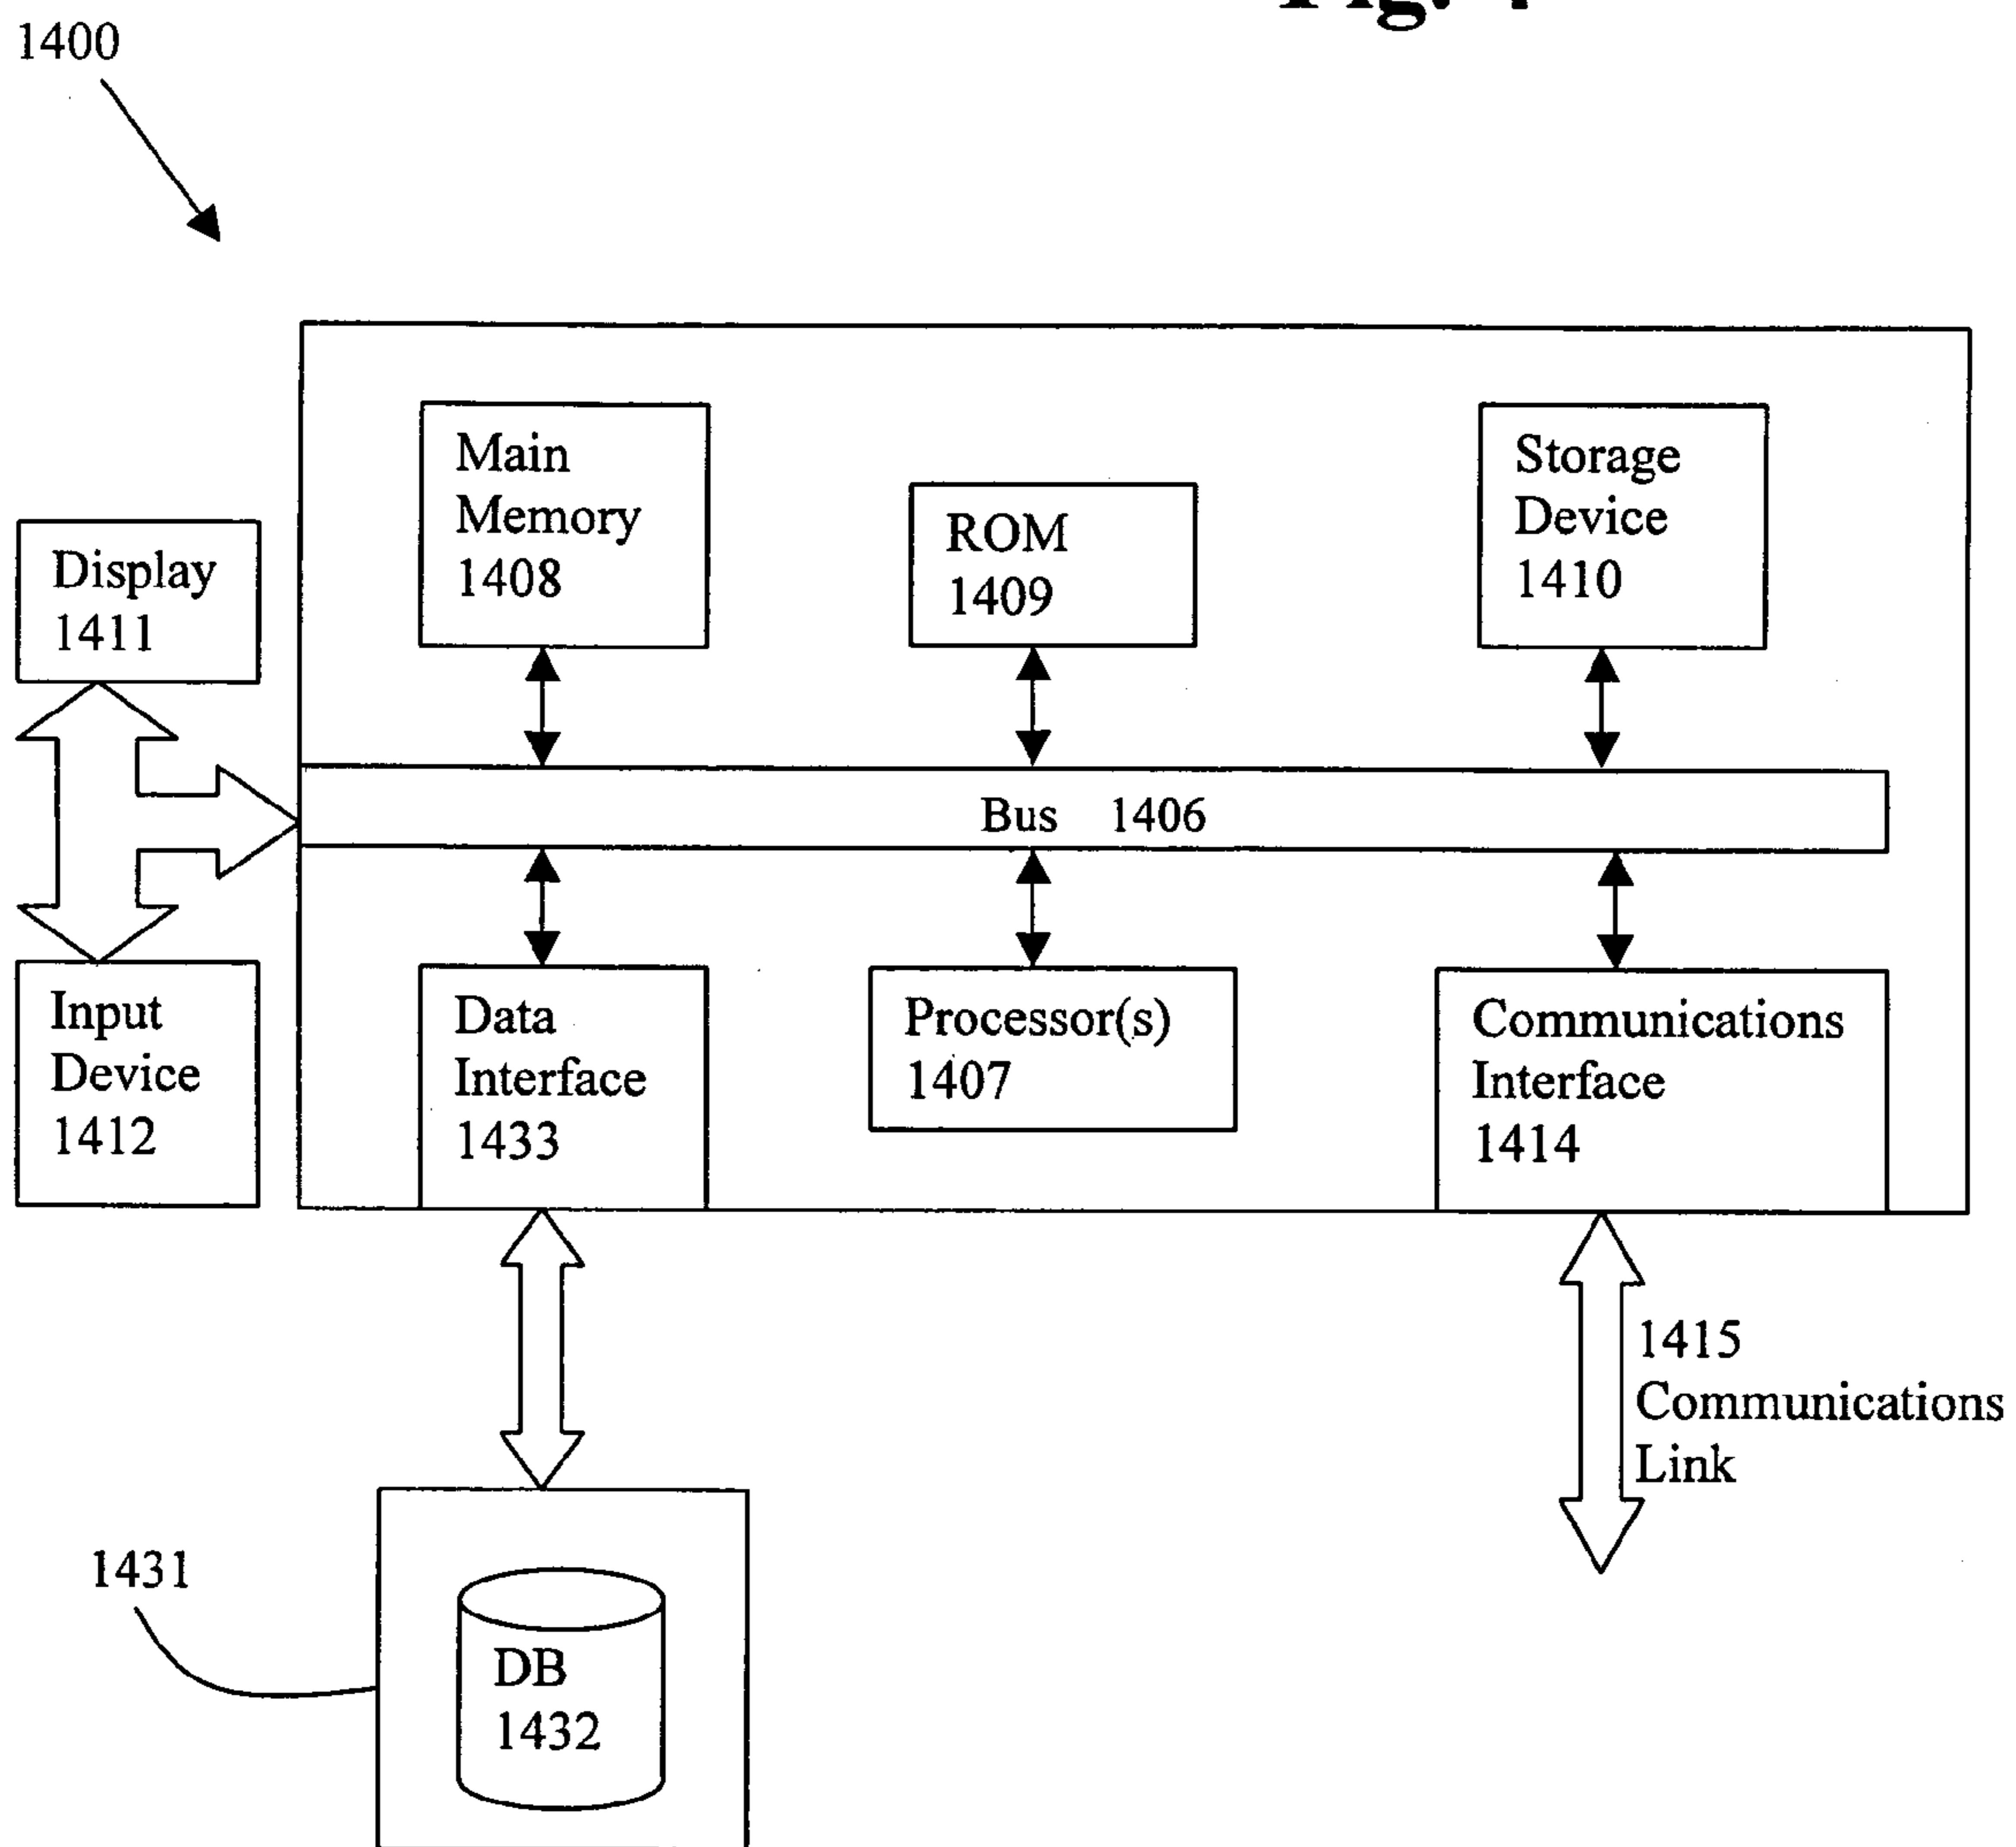 1400
Main
Memory
1408
ROM
1409
Storage
Device
1410
Display
1411
Bus 1406
Input
Device
1412
Data
Interface
1433
Processor(s)
1407
Communications
Interface
1414
1415
Communications
Link
1431
DB
1432